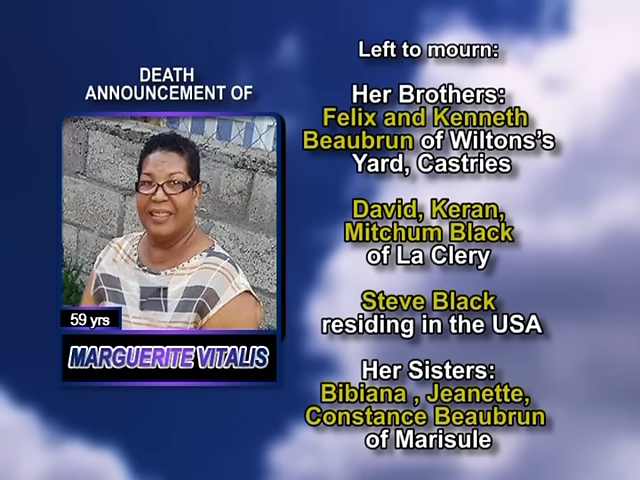 DEATH
ANNOUNCEMENT OF
59 yrs
MARGUERITE VITALIS
Left to mourn:
Her Brothers:
Felix and Kenneth
Beaubrun of Wiltons's
Yard, Castries
David, Keran,
Mitchum Black
of La Clery
Steve Black
residing in the USA
Her Sisters:
Bibiana , Jeanette,
Constance Beaubrun
of Marisule